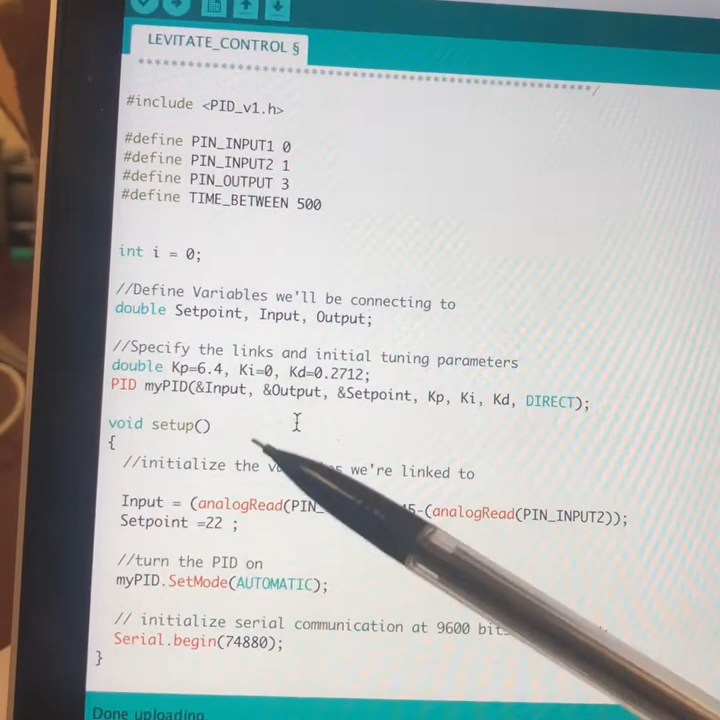 LEVITATE_CONTROL §
************************************************************/
#include <PID_v1.h>
#define PIN_INPUT1 0
#define PIN_INPUT2 1
#define PIN_OUTPUT 3
#define TIME_BETWEEN 500
int i = 0;
//Define Variables we'll be connecting to
double Setpoint, Input, Output;
//Specify the links and initial tuning parameters
double Kp=6.4, Ki=0, Kd=0.2712;
PID myPID(&Input, &Output, &Setpoint, Kp, Ki, Kd, DIRECT);
void setup()
{
//initialize the we're linked to
Input = (analogRead( -(analogRead(PIN_INPUT2));
Setpoint =22 ;
//turn the PID on
myPID.SetMode(AUTOMATIC);
// initialize serial communication at 9600
Serial.begin(74880);
}
Done uploading